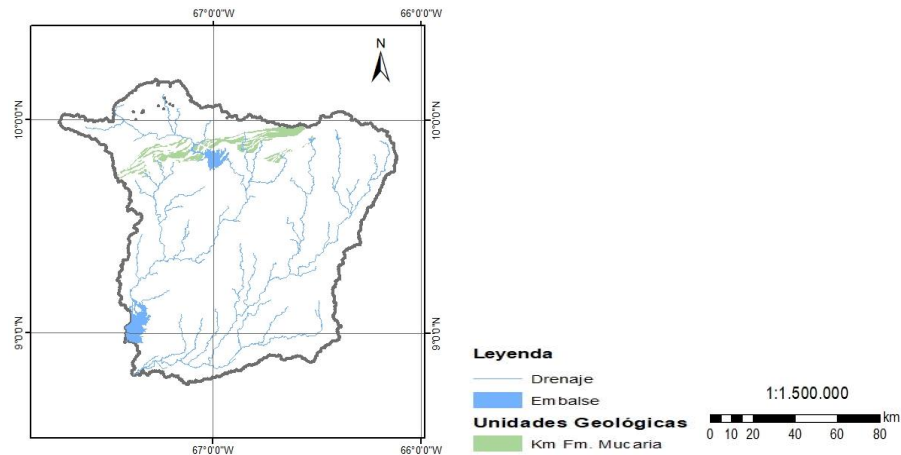 67°0'0"W
66°0'0"W
N
10°0'0"N
10°0'0"N
9°0'0"N
9°0'0"N
67°0'0"W
66°0'0"W
Leyenda
Drenaje
Embalse
Unidades Geológicas
Km Fm. Mucaria
1:1.500.000
km
0 10 20 40 60 80